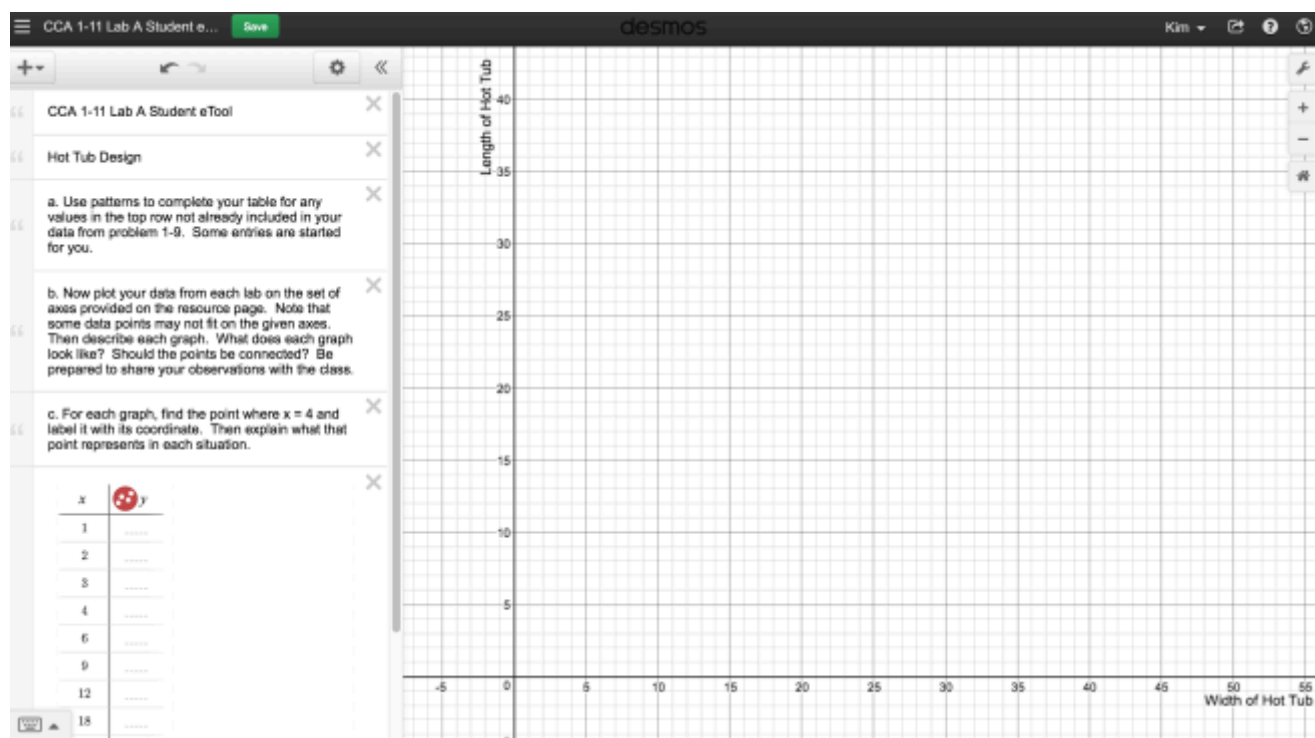 CCA 1-11 Lab A Student e...
Save
desmos
Kim
CCA 1-11 Lab A Student eTool
Hot Tub Design
a. Use patterns to complete your table for any
values in the top row not already included in your
data from problem 1-9. Some entries are started
for you.
b. Now plot your data from each lab on the set of
axes provided on the resource page. Note that
some data points may not fit on the given axes.
Then describe each graph. What does each graph
look like? Should the points be connected? Be
prepared to share your observations with the class.
c. For each graph, find the point where x = 4 and
label it with its coordinate. Then explain what that
point represents in each situation.
x y
1
2
3
4
6
9
12
18
Length of Hot Tub
40
35
30
25
20
15
10
5
-5 0 5 10 15 20 25 30 35 40 45 50 55
Width of Hot Tub